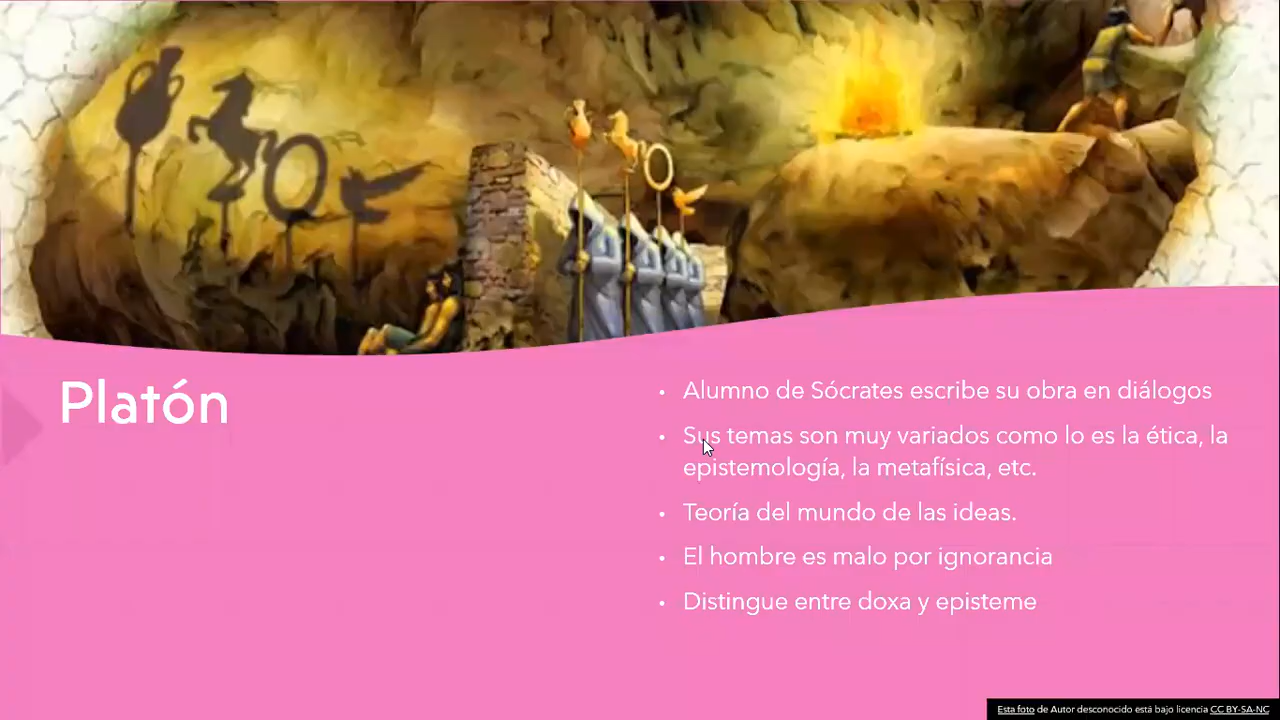 Platón
Alumno de Sócrates escribe su obra en diálogos
Sus temas son muy variados como lo es la ética, la
epistemología, la metafísica, etc.
Teoría del mundo de las ideas.
El hombre es malo por ignorancia
Distingue entre doxa y episteme
Esta foto de Autor desconocido está bajo licencia CC BY-SA-NC